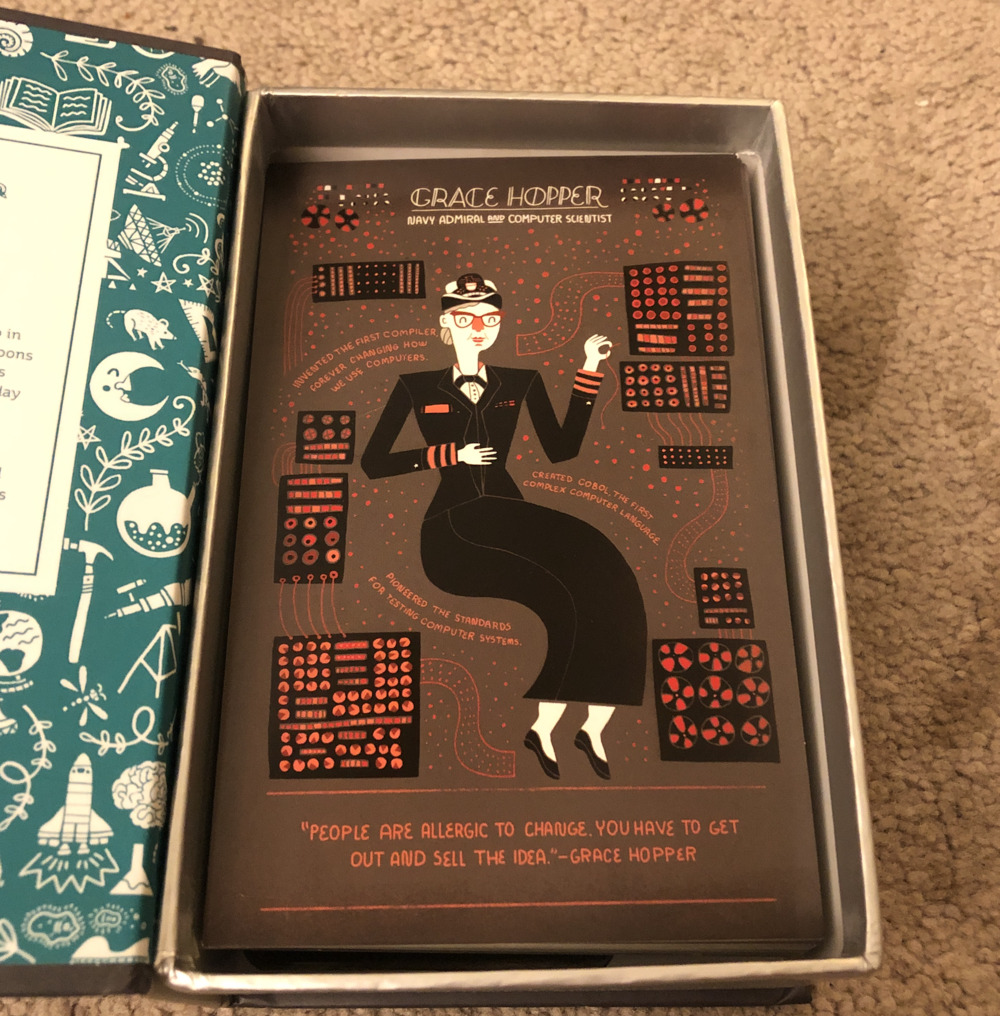 in
day
GRACE HOPPER
NAVY ADMIRAL AND COMPUTER SCIENTIST
INVENTED THE FIRST COMPILER,
FOREVER CHANGING HOW
WE USE COMPUTERS.
CREATED COBOL, THE FIRST
COMPLEX COMPUTER LANGUAGE.
PIONEERED THE STANDARDS
FOR TESTING COMPUTER SYSTEMS.
"PEOPLE ARE ALLERGIC TO CHANGE. YOU HAVE TO GET
OUT AND SELL THE IDEA."-GRACE HOPPER